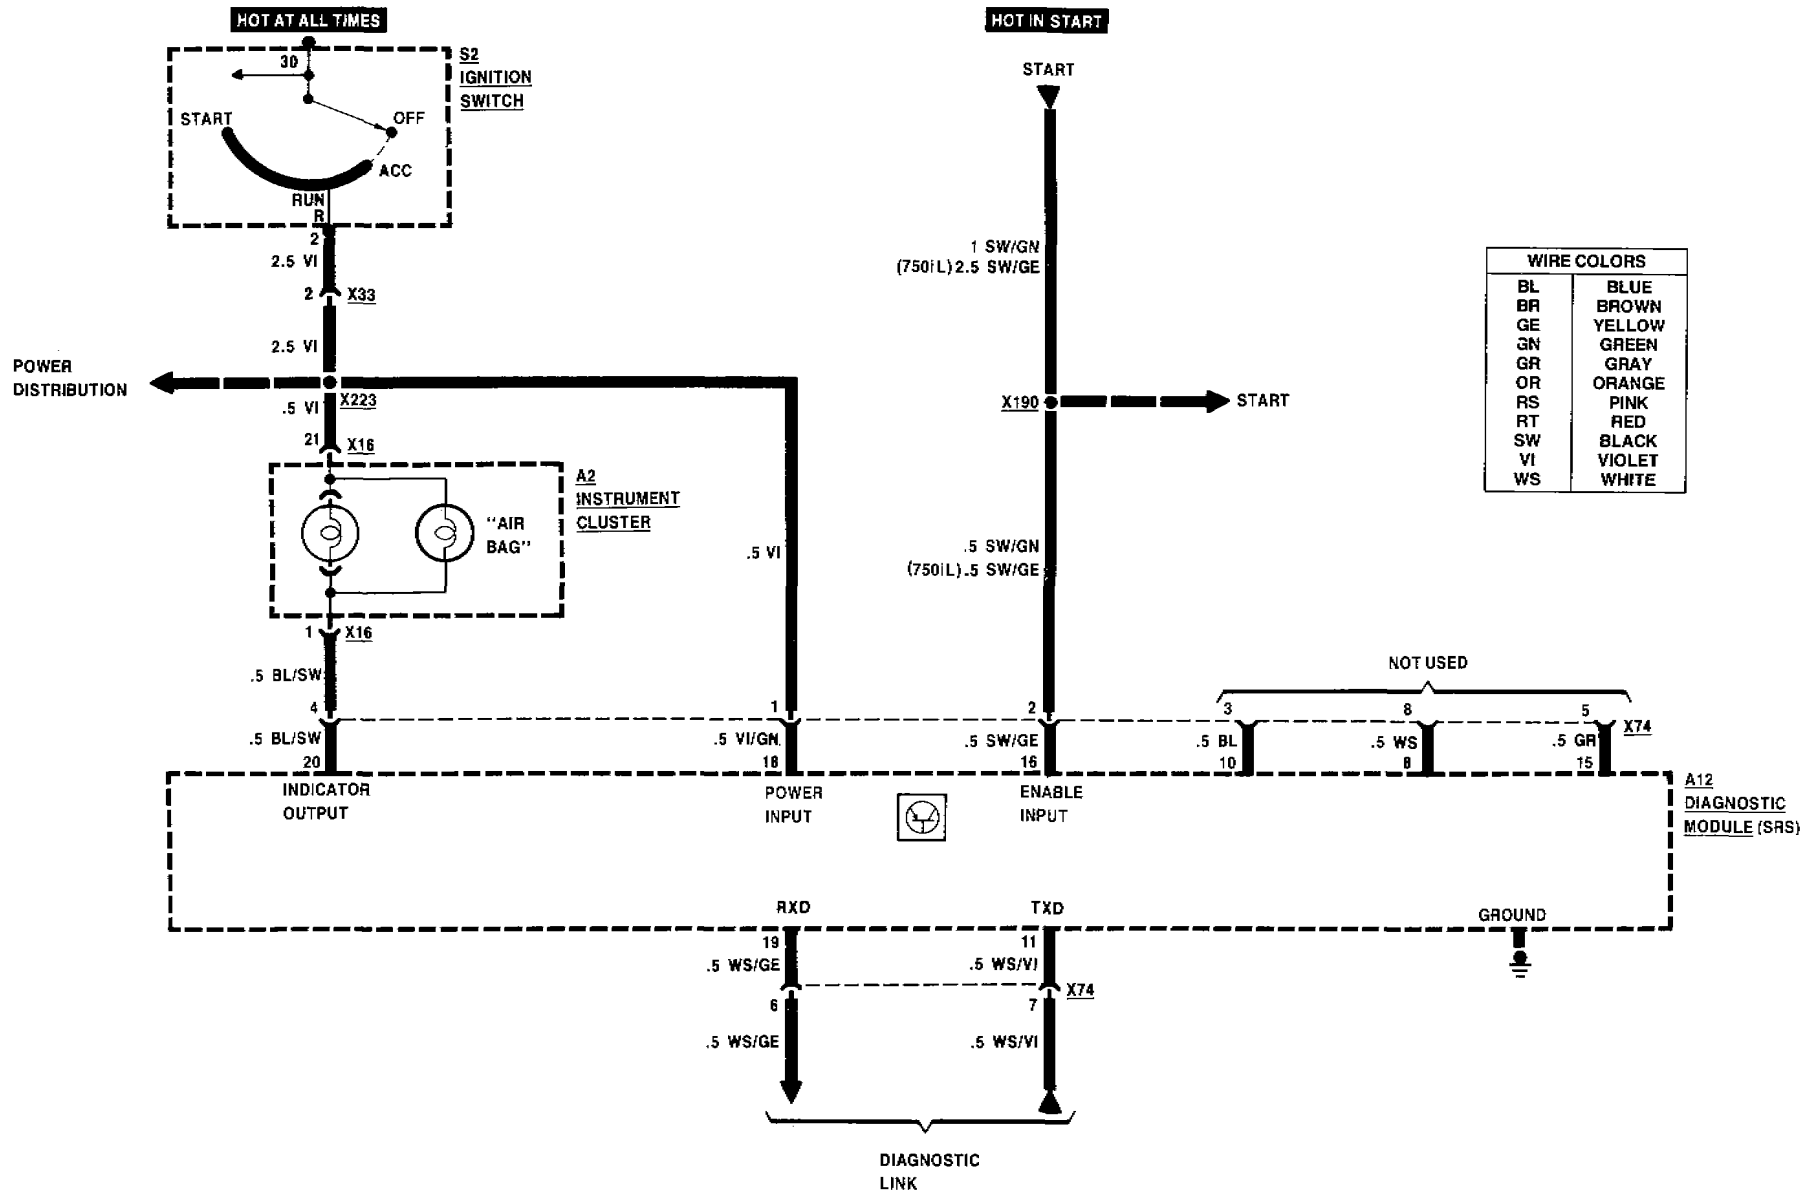 HOT AT ALL TIMES
HOT IN START
S2
IGNITION
SWITCH
30
START
OFF
ACC
RUN
R
2
2.5 VI
2
X33
2.5 VI
POWER
DISTRIBUTION
.5 VI
X223
21
X16
A2
INSTRUMENT
CLUSTER
"AIR
BAG"
1
X16
.5 BL/SW
4
.5 BL/SW
20
INDICATOR
OUTPUT
.5 VI
1
.5 VI/GN
18
POWER
INPUT
START
1 SW/GN
(750iL) 2.5 SW/GE
X190
START
.5 SW/GN
(750iL) .5 SW/GE
2
.5 SW/GE
16
ENABLE
INPUT
WIRE COLORS
BL BLUE
BR BROWN
GE YELLOW
GN GREEN
GR GRAY
OR ORANGE
RS PINK
RT RED
SW BLACK
VI VIOLET
WS WHITE
NOT USED
3 8 5
X74
.5 BL .5 WS .5 GR
10 8 15
A12
DIAGNOSTIC
MODULE (SRS)
RXD
TXD
GROUND
19
.5 WS/GE
6
.5 WS/GE
11
.5 WS/VI
X74
7
.5 WS/VI
DIAGNOSTIC
LINK